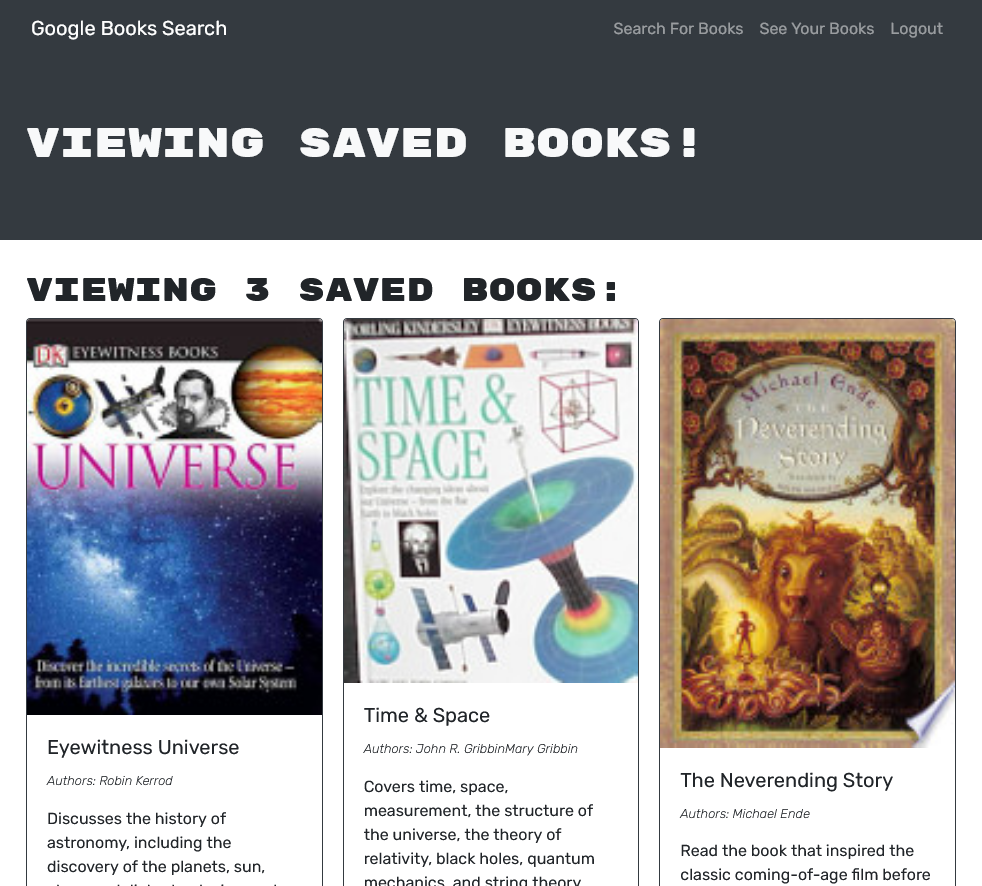 Google Books Search
Search For Books See Your Books Logout
VIEWING SAVED BOOKS!
VIEWING 3 SAVED BOOKS:
DK EYEWITNESS BOOKS
UNIVERSE
Discover the incredible secrets of the Universe –
from its farthest galaxies to our own Solar System
Eyewitness Universe
Authors: Robin Kerrod
Discusses the history of
astronomy, including the
discovery of the planets, sun,
DORLING KINDERSLEY EYEWITNESS BOOKS
TIME &
SPACE
Explore the changing ideas about
our Universe – from the flat
Earth to black holes
Time & Space
Authors: John R. GribbinMary Gribbin
Covers time, space,
measurement, the structure of
the universe, the theory of
relativity, black holes, quantum
mechanics, and string theory
Michael Ende
THE
Neverending
Story
The Neverending Story
Authors: Michael Ende
Read the book that inspired the
classic coming-of-age film before